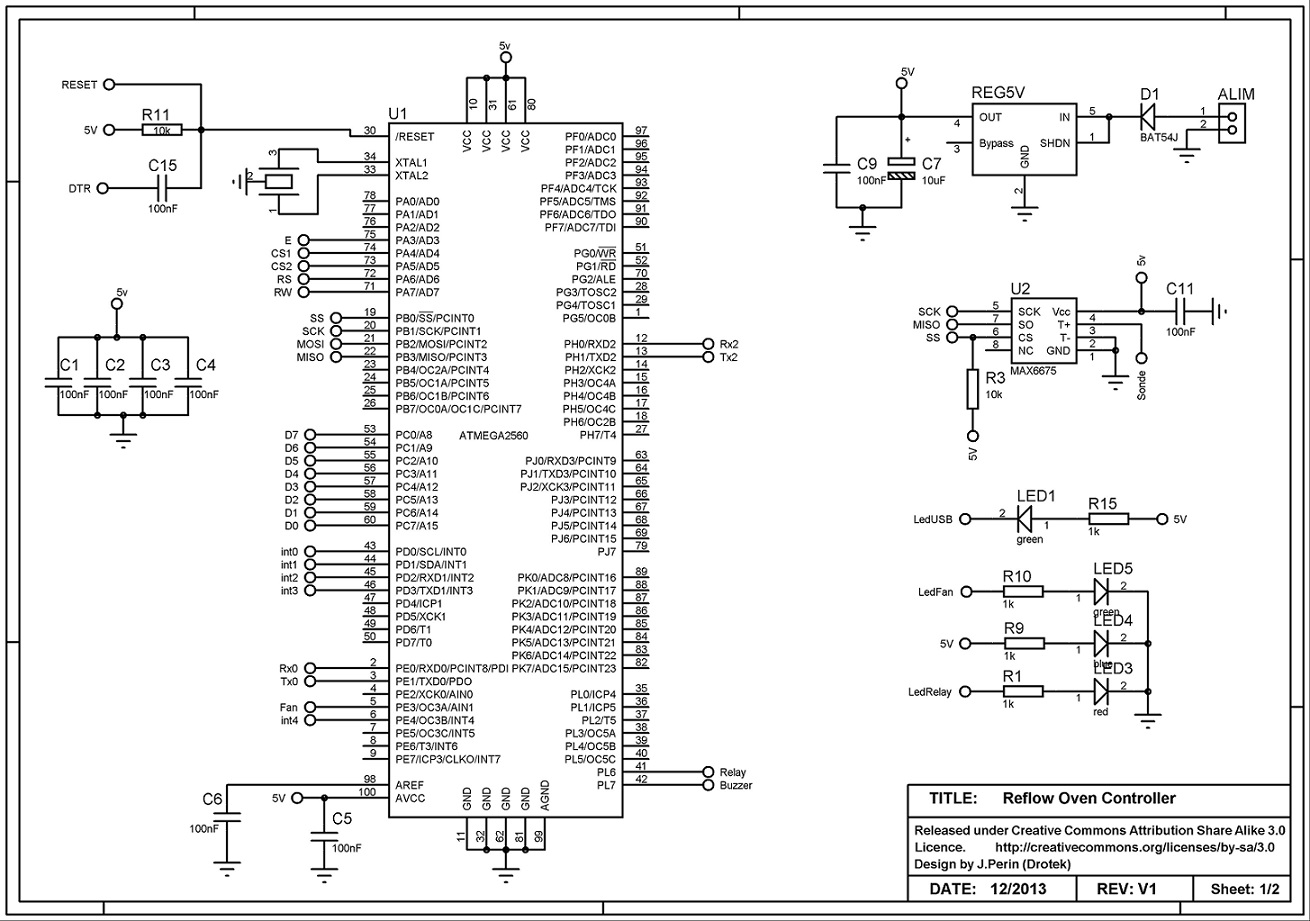 RESET
5V
R11
10k
C15
DTR
100nF
3
2
1
5v
10
31
61
80
VCC VCC VCC VCC
U1
30 /RESET
34 XTAL1
33 XTAL2
78 PA0/AD0
77 PA1/AD1
76 PA2/AD2
E 75 PA3/AD3
CS1 74 PA4/AD4
CS2 73 PA5/AD5
RS 72 PA6/AD6
RW 71 PA7/AD7
SS 19 PB0/SS/PCINT0
SCK 20 PB1/SCK/PCINT1
MOSI 21 PB2/MOSI/PCINT2
MISO 22 PB3/MISO/PCINT3
23 PB4/OC2A/PCINT4
24 PB5/OC1A/PCINT5
25 PB6/OC1B/PCINT6
26 PB7/OC0A/OC1C/PCINT7
ATMEGA2560
D7 53 PC0/A8
D6 54 PC1/A9
D5 55 PC2/A10
D4 56 PC3/A11
D3 57 PC4/A12
D2 58 PC5/A13
D1 59 PC6/A14
D0 60 PC7/A15
int0 43 PD0/SCL/INT0
int1 44 PD1/SDA/INT1
int2 45 PD2/RXD1/INT2
int3 46 PD3/TXD1/INT3
47 PD4/ICP1
48 PD5/XCK1
49 PD6/T1
50 PD7/T0
Rx0 2 PE0/RXD0/PCINT8/PDI
Tx0 3 PE1/TXD0/PDO
4 PE2/XCK0/AIN0
Fan 5 PE3/OC3A/AIN1
int4 6 PE4/OC3B/INT4
7 PE5/OC3C/INT5
8 PE6/T3/INT6
9 PE7/ICP3/CLKO/INT7
98 AREF
5V 100 AVCC
PF0/ADC0 97
PF1/ADC1 96
PF2/ADC2 95
PF3/ADC3 94
PF4/ADC4/TCK 93
PF5/ADC5/TMS 92
PF6/ADC6/TDO 91
PF7/ADC7/TDI 90
PG0/WR 51
PG1/RD 52
PG2/ALE 70
PG3/TOSC2 28
PG4/TOSC1 29
PG5/OC0B 1
PH0/RXD2 12 Rx2
PH1/TXD2 13 Tx2
PH2/XCK2 14
PH3/OC4A 15
PH4/OC4B 16
PH5/OC4C 17
PH6/OC2B 18
PH7/T4 27
PJ0/RXD3/PCINT9 63
PJ1/TXD3/PCINT10 64
PJ2/XCK3/PCINT11 65
PJ3/PCINT12 66
PJ4/PCINT13 67
PJ5/PCINT14 68
PJ6/PCINT15 69
PJ7 79
PK0/ADC8/PCINT16 89
PK1/ADC9/PCINT17 88
PK2/ADC10/PCINT18 87
PK3/ADC11/PCINT19 86
PK4/ADC12/PCINT20 85
PK5/ADC13/PCINT21 84
PK6/ADC14/PCINT22 83
PK7/ADC15/PCINT23 82
PL0/ICP4 35
PL1/ICP5 36
PL2/T5 37
PL3/OC5A 38
PL4/OC5B 39
PL5/OC5C 40
PL6 41 Relay
PL7 42 Buzzer
GND GND GND GND AGND
11 32 62 81 99
5v
C1 C2 C3 C4
100nF 100nF 100nF 100nF
C6
100nF
C5
100nF
5V
REG5V
D1
ALIM
4 OUT IN 5
3 Bypass SHDN 1
GND
2
BAT54J
1
2
+
C9
100nF
C7
10uF
5v
U2
C11
100nF
SCK 5 SCK Vcc
MISO 7 SO T+ 4
SS 6 CS T- 3
8 NC GND 2
1
MAX6675
R3
10k
5V
Sonde
LED1
R15
LedUSB 2 1 5V
green
1k
LED5
R10
LedFan 1 2
1k
green
LED4
R9
5V 1 2
1k
LED3
R1
LedRelay 1 2
1k
red
TITLE: Reflow Oven Controller
Released under Creative Commons Attribution Share Alike 3.0
Licence. http://creativecommons.org/licenses/by-sa/3.0
Design by J.Perin (Drotek)
DATE: 12/2013 REV: V1 Sheet: 1/2